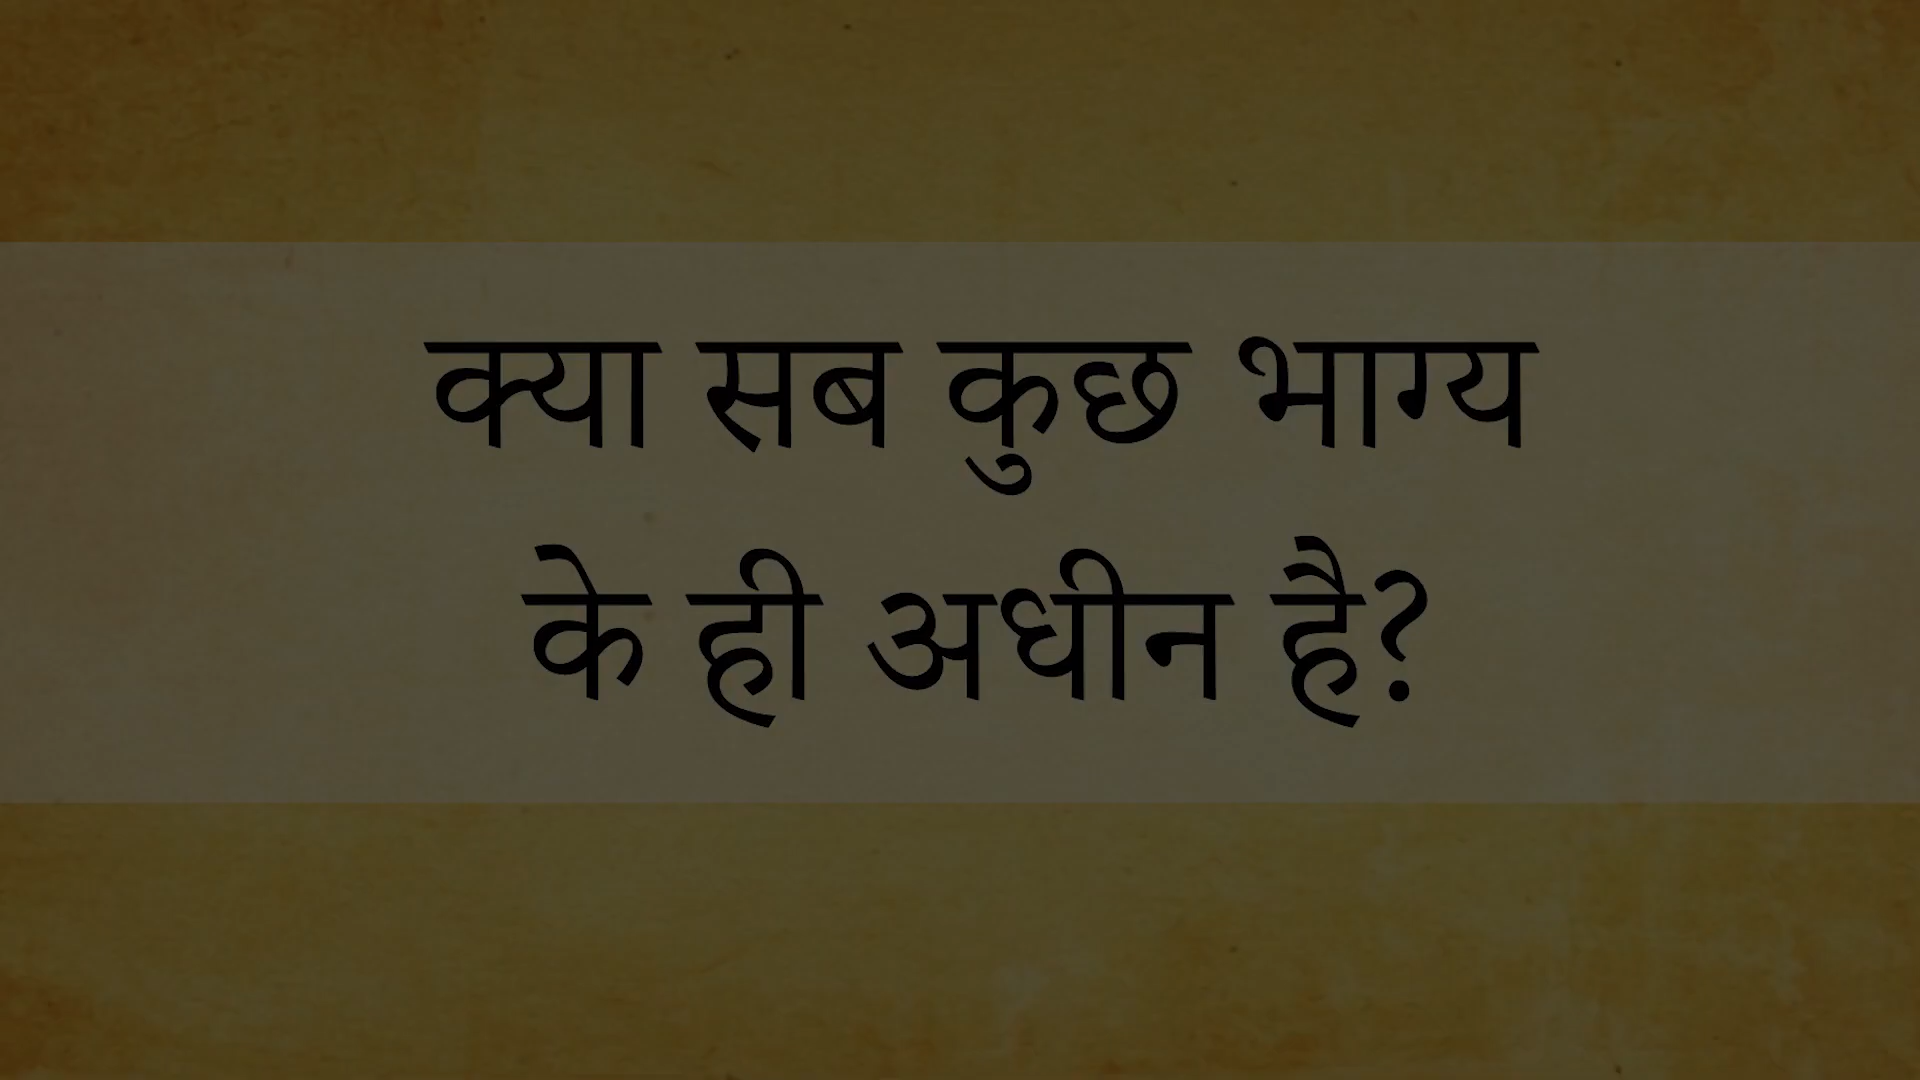 क्या सब कुछ भाग्य
के ही अधीन है?